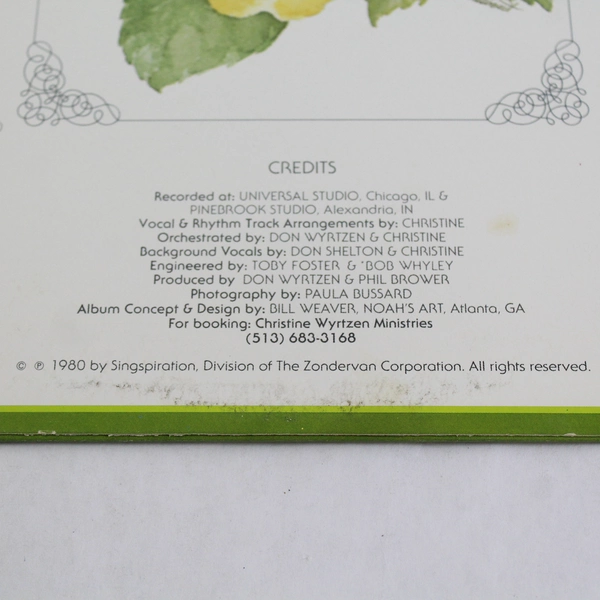 CREDITS
Recorded at: UNIVERSAL STUDIO, Chicago, IL &
PINEBROOK STUDIO, Alexandria, IN
Vocal & Rhythm Track Arrangements by: CHRISTINE
Orchestrated by: DON WYRTZEN & CHRISTINE
Background Vocals by: DON SHELTON & CHRISTINE
Engineered by: TOBY FOSTER & 'BOB WHYLEY
Produced by DON WYRTZEN & PHIL BROWER
Photography by: PAULA BUSSARD
Album Concept & Design by: BILL WEAVER, NOAH'S ART, Atlanta, GA
For booking: Christine Wyrtzen Ministries
(513) 683-3168
© ℗ 1980 by Singspiration, Division of The Zondervan Corporation. All rights reserved.